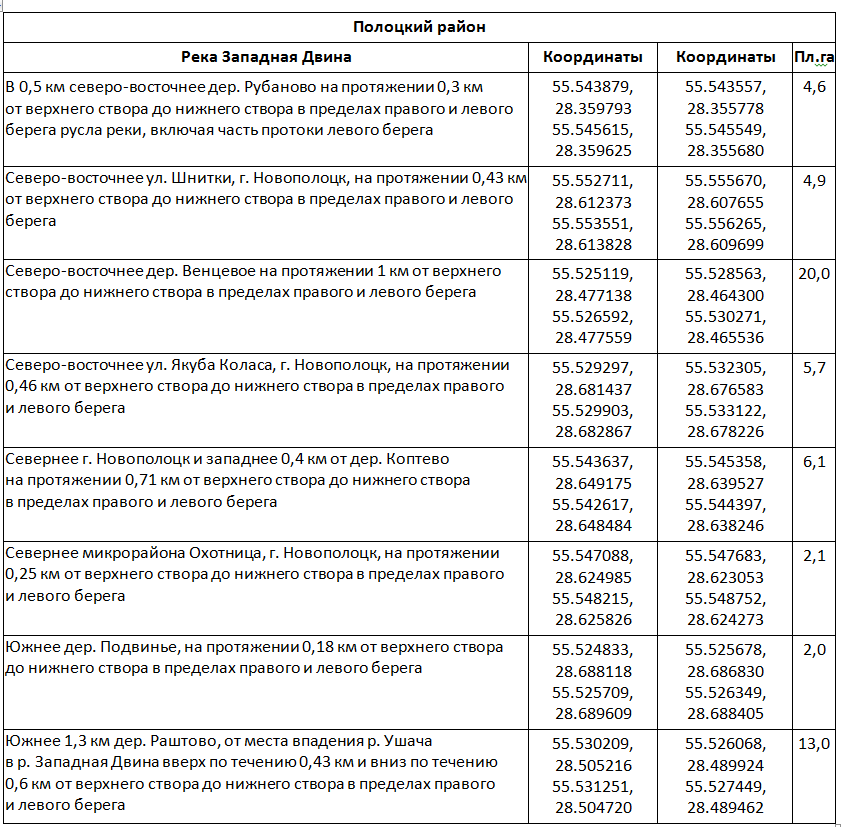 Полоцкий район
Река Западная Двина
Координаты
Координаты
Пл.га
В 0,5 км северо-восточнее дер. Рубаново на протяжении 0,3 км
от верхнего створа до нижнего створа в пределах правого и левого
берега русла реки, включая часть протоки левого берега
55.543879,
28.359793
55.545615,
28.359625
55.543557,
28.355778
55.545549,
28.355680
4,6
Северо-восточнее ул. Шнитки, г. Новополоцк, на протяжении 0,43 км
от верхнего створа до нижнего створа в пределах правого и левого
берега
55.552711,
28.612373
55.553551,
28.613828
55.555670,
28.607655
55.556265,
28.609699
4,9
Северо-восточнее дер. Венцевое на протяжении 1 км от верхнего
створа до нижнего створа в пределах правого и левого берега
55.525119,
28.477138
55.526592,
28.477559
55.528563,
28.464300
55.530271,
28.465536
20,0
Северо-восточнее ул. Якуба Коласа, г. Новополоцк, на протяжении
0,46 км от верхнего створа до нижнего створа в пределах правого
и левого берега
55.529297,
28.681437
55.529903,
28.682867
55.532305,
28.676583
55.533122,
28.678226
5,7
Севернее г. Новополоцк и западнее 0,4 км от дер. Коптево
на протяжении 0,71 км от верхнего створа до нижнего створа
в пределах правого и левого берега
55.543637,
28.649175
55.542617,
28.648484
55.545358,
28.639527
55.544397,
28.638246
6,1
Севернее микрорайона Охотница, г. Новополоцк, на протяжении
0,25 км от верхнего створа до нижнего створа в пределах правого
и левого берега
55.547088,
28.624985
55.548215,
28.625826
55.547683,
28.623053
55.548752,
28.624273
2,1
Южнее дер. Подвинье, на протяжении 0,18 км от верхнего створа
до нижнего створа в пределах правого и левого берега
55.524833,
28.688118
55.525709,
28.689609
55.525678,
28.686830
55.526349,
28.688405
2,0
Южнее 1,3 км дер. Раштово, от места впадения р. Ушача
в р. Западная Двина вверх по течению 0,43 км и вниз по течению
0,6 км от верхнего створа до нижнего створа в пределах правого
и левого берега
55.530209,
28.505216
55.531251,
28.504720
55.526068,
28.489924
55.527449,
28.489462
13,0